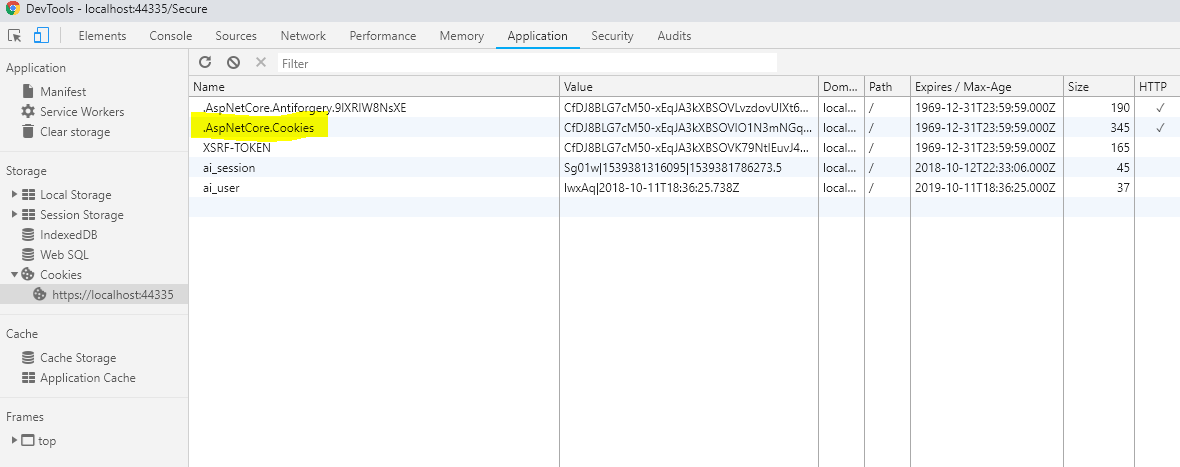 DevTools - localhost:44335/Secure
Elements Console Sources Network Performance Memory Application Security Audits
Application
Manifest
Service Workers
Clear storage
Storage
Local Storage
Session Storage
IndexedDB
Web SQL
Cookies
https://localhost:44335
Cache
Cache Storage
Application Cache
Frames
top
Filter
Name Value Dom... Path Expires / Max-Age Size HTTP
.AspNetCore.Antiforgery.9lXRlW8NsXE CfDJ8BLG7cM50-xEqJA3kXBSOVLvzdovUIXt6... local... / 1969-12-31T23:59:59.000Z 190 ✓
.AspNetCore.Cookies CfDJ8BLG7cM50-xEqJA3kXBSOVIO1N3mNGq... local... / 1969-12-31T23:59:59.000Z 345 ✓
XSRF-TOKEN CfDJ8BLG7cM50-xEqJA3kXBSOVK79NtIEuvJ4... local... / 1969-12-31T23:59:59.000Z 165
ai_session Sg01w|1539381316095|1539381786273.5 local... / 2018-10-12T22:33:06.000Z 45
ai_user IwxAq|2018-10-11T18:36:25.738Z local... / 2019-10-11T18:36:25.000Z 37